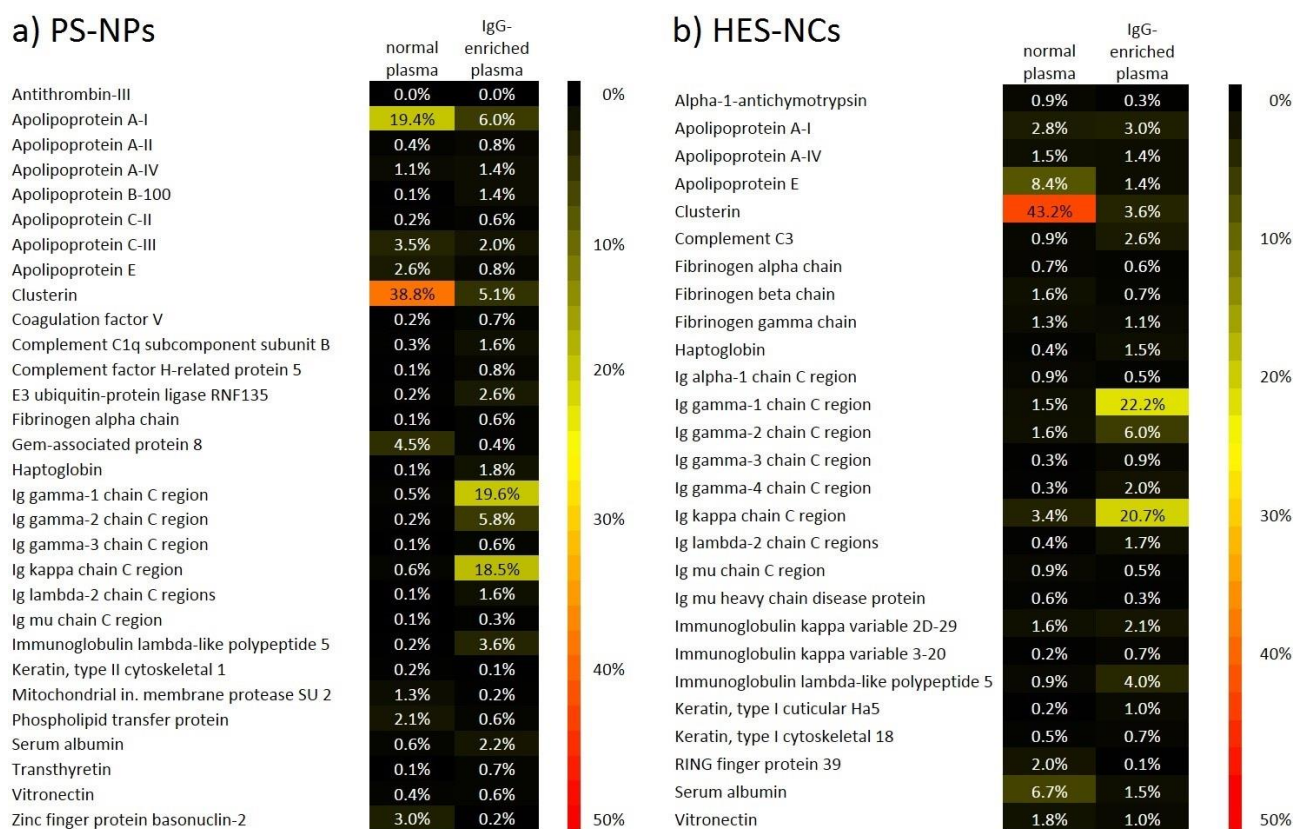 a) PS-NPs
normal plasma
IgG-enriched plasma
Antithrombin-III 0.0% 0.0%
Apolipoprotein A-I 19.4% 6.0%
Apolipoprotein A-II 0.4% 0.8%
Apolipoprotein A-IV 1.1% 1.4%
Apolipoprotein B-100 0.1% 1.4%
Apolipoprotein C-II 0.2% 0.6%
Apolipoprotein C-III 3.5% 2.0%
Apolipoprotein E 2.6% 0.8%
Clusterin 38.8% 5.1%
Coagulation factor V 0.2% 0.7%
Complement C1q subcomponent subunit B 0.3% 1.6%
Complement factor H-related protein 5 0.1% 0.8%
E3 ubiquitin-protein ligase RNF135 0.2% 2.6%
Fibrinogen alpha chain 0.1% 0.6%
Gem-associated protein 8 4.5% 0.4%
Haptoglobin 0.1% 1.8%
Ig gamma-1 chain C region 0.5% 19.6%
Ig gamma-2 chain C region 0.2% 5.8%
Ig gamma-3 chain C region 0.1% 0.6%
Ig kappa chain C region 0.6% 18.5%
Ig lambda-2 chain C regions 0.1% 1.6%
Ig mu chain C region 0.1% 0.3%
Immunoglobulin lambda-like polypeptide 5 0.2% 3.6%
Keratin, type II cytoskeletal 1 0.2% 0.1%
Mitochondrial in. membrane protease SU 2 1.3% 0.2%
Phospholipid transfer protein 2.1% 0.6%
Serum albumin 0.6% 2.2%
Transthyretin 0.1% 0.7%
Vitronectin 0.4% 0.6%
Zinc finger protein basonuclin-2 3.0% 0.2%
0%
10%
20%
30%
40%
50%
b) HES-NCs
normal plasma
IgG-enriched plasma
Alpha-1-antichymotrypsin 0.9% 0.3%
Apolipoprotein A-I 2.8% 3.0%
Apolipoprotein A-IV 1.5% 1.4%
Apolipoprotein E 8.4% 1.4%
Clusterin 43.2% 3.6%
Complement C3 0.9% 2.6%
Fibrinogen alpha chain 0.7% 0.6%
Fibrinogen beta chain 1.6% 0.7%
Fibrinogen gamma chain 1.3% 1.1%
Haptoglobin 0.4% 1.5%
Ig alpha-1 chain C region 0.9% 0.5%
Ig gamma-1 chain C region 1.5% 22.2%
Ig gamma-2 chain C region 1.6% 6.0%
Ig gamma-3 chain C region 0.3% 0.9%
Ig gamma-4 chain C region 0.3% 2.0%
Ig kappa chain C region 3.4% 20.7%
Ig lambda-2 chain C regions 0.4% 1.7%
Ig mu chain C region 0.9% 0.5%
Ig mu heavy chain disease protein 0.6% 0.3%
Immunoglobulin kappa variable 2D-29 1.6% 2.1%
Immunoglobulin kappa variable 3-20 0.2% 0.7%
Immunoglobulin lambda-like polypeptide 5 0.9% 4.0%
Keratin, type I cuticular Ha5 0.2% 1.0%
Keratin, type I cytoskeletal 18 0.5% 0.7%
RING finger protein 39 2.0% 0.1%
Serum albumin 6.7% 1.5%
Vitronectin 1.8% 1.0%
0%
10%
20%
30%
40%
50%